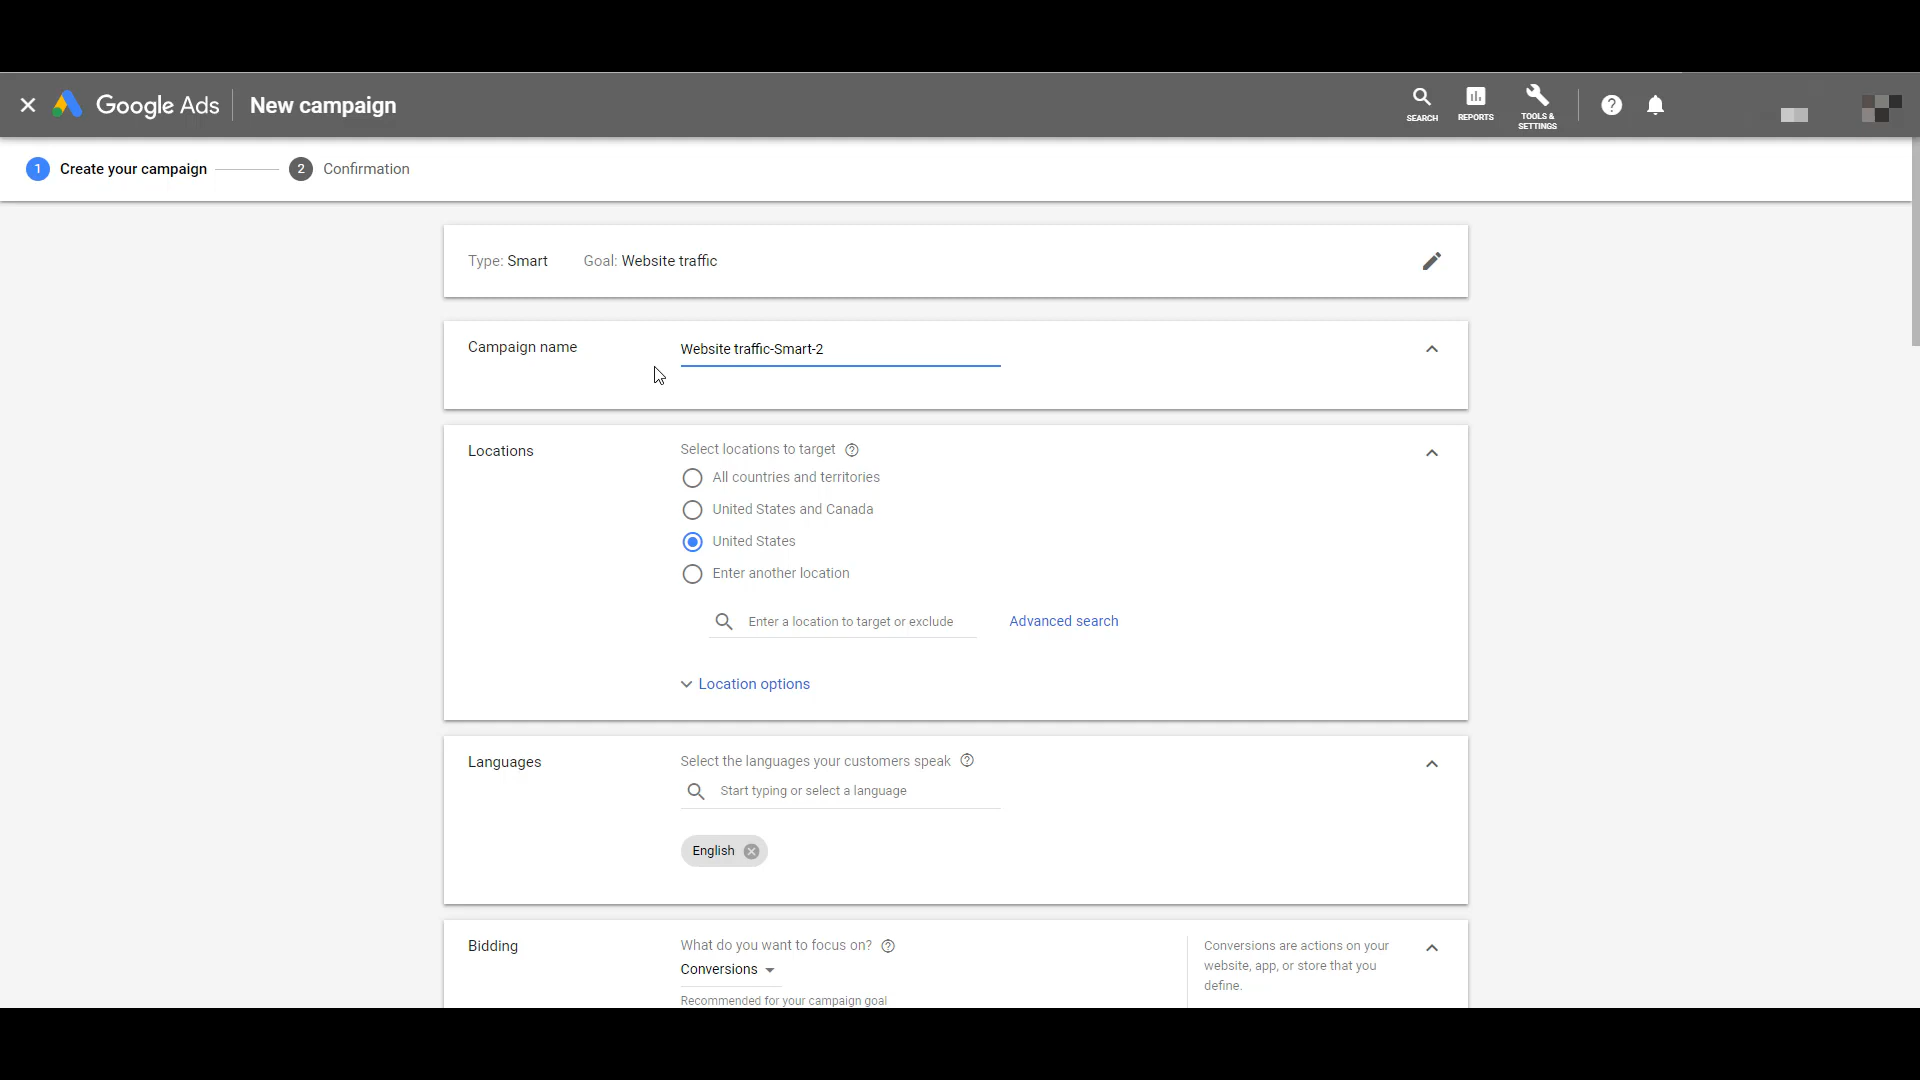 Google Ads New campaign
SEARCH
REPORTS
TOOLS &
SETTINGS
1 Create your campaign
2 Confirmation
Type: Smart Goal: Website traffic
Campaign name
Website traffic-Smart-2
Locations
Select locations to target
All countries and territories
United States and Canada
United States
Enter another location
Enter a location to target or exclude
Advanced search
Location options
Languages
Select the languages your customers speak
Start typing or select a language
English
Bidding
What do you want to focus on?
Conversions
Recommended for your campaign goal
Conversions are actions on your
website, app, or store that you
define.